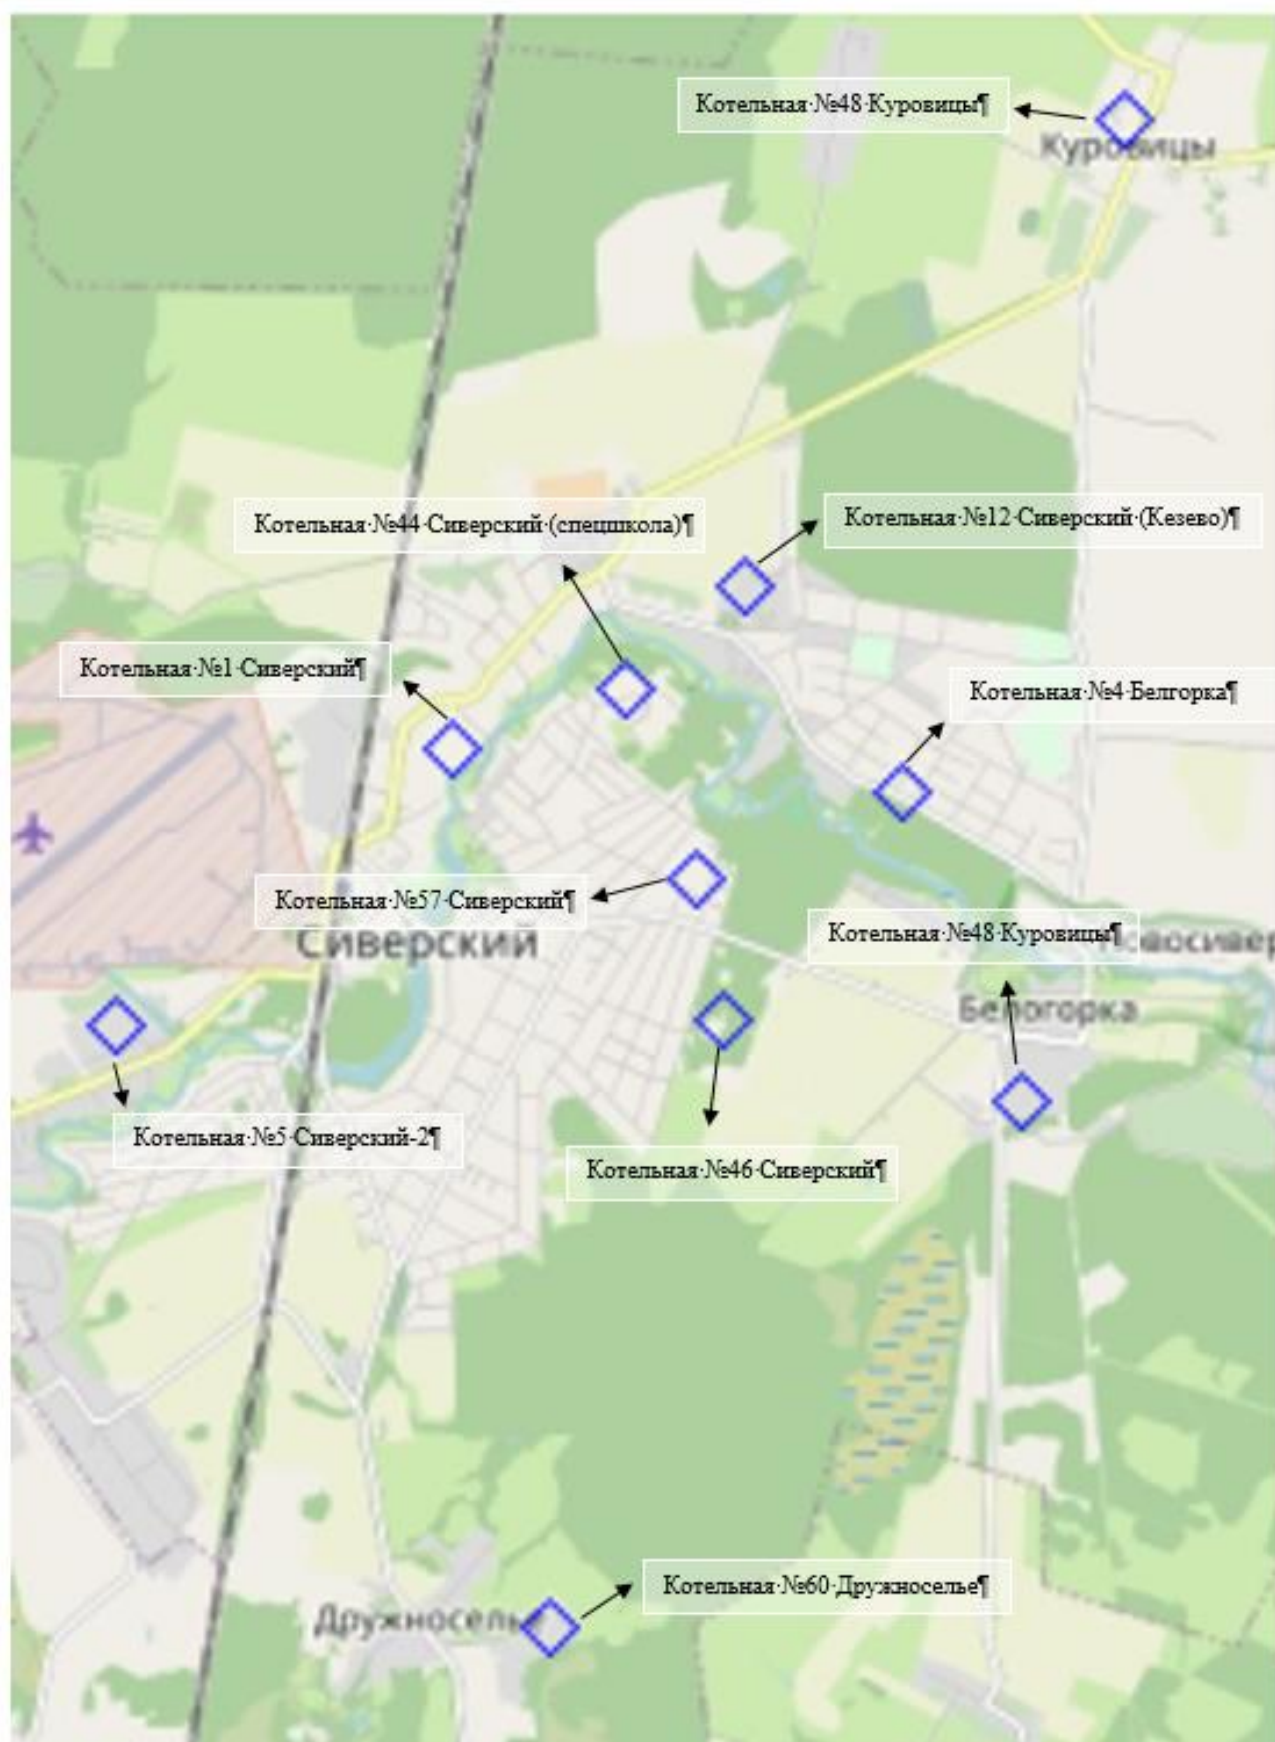 Котельная·№48·Куровицы¶
Куровицы
Котельная·№44·Сиверский·(спецшкола)¶
Котельная·№12·Сиверский·(Кезево)¶
Котельная·№1·Сиверский¶
Котельная·№4·Белгорка¶
Котельная·№57·Сиверский¶
Сиверский
Котельная·№48·Куровицы¶
овосивер
Белогорка
Котельная·№5·Сиверский-2¶
Котельная·№46·Сиверский¶
Котельная·№60·Дружноселье¶
Дружноселье